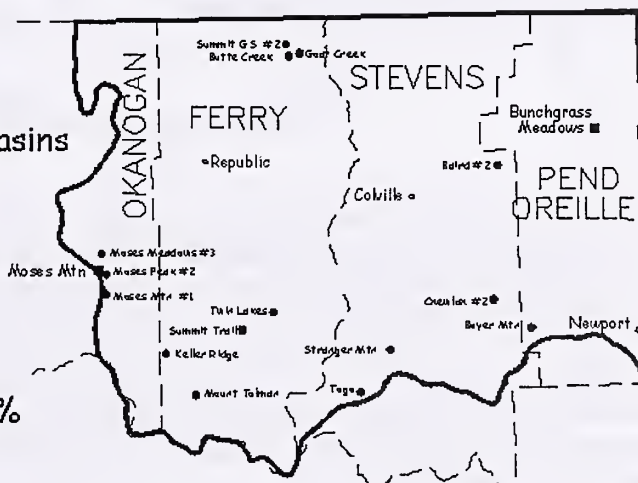 Summit G.S. #2
Butte Creek
Goat Creek
OKANOGAN
FERRY
STEVENS
Bunchgrass
Meadows
asins
Republic
Baird #2
Colville
PEND
OREILLE
Moses Meadows #3
Moses Mtn
Moses Peak #2
Moses Mtn #1
Chewelah #2
Twin Lakes
Summit Trail
Boyer Mtn
Newport
Stranger Mtn
Keller Ridge
Mount Tolman
Togo
%